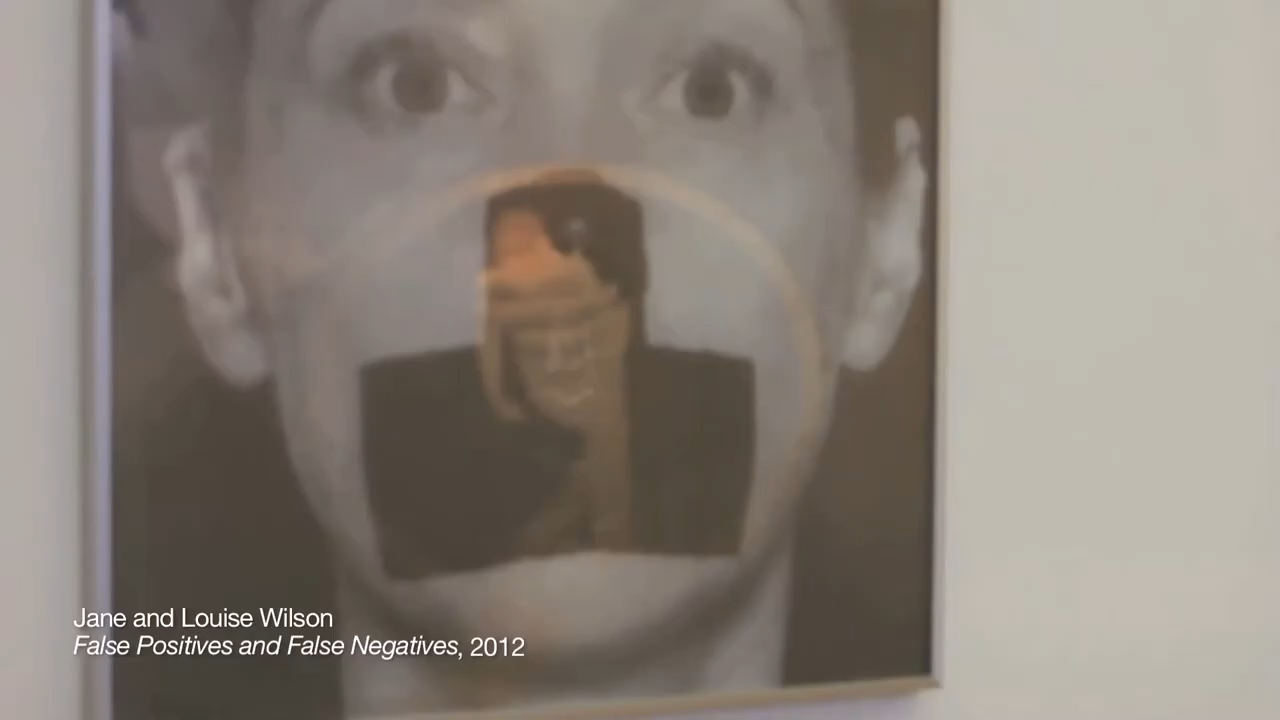 Jane and Louise Wilson
False Positives and False Negatives, 2012